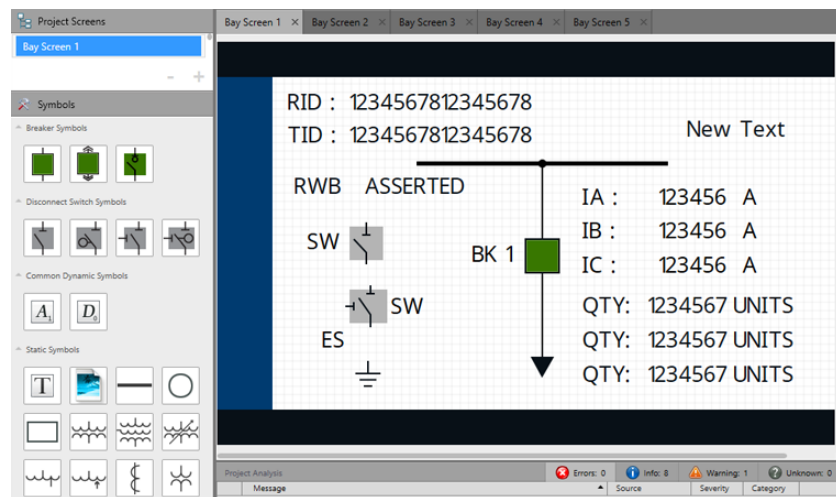 Project Screens
Bay Screen 1
- +
Symbols
Breaker Symbols
Disconnect Switch Symbols
Common Dynamic Symbols
A1 D0
Static Symbols
T
Bay Screen 1 × Bay Screen 2 × Bay Screen 3 × Bay Screen 4 × Bay Screen 5 ×
RID : 1234567812345678
TID : 1234567812345678
New Text
RWB ASSERTED
IA : 123456 A
SW
IB : 123456 A
BK 1
IC : 123456 A
SW
QTY: 1234567 UNITS
ES
QTY: 1234567 UNITS
QTY: 1234567 UNITS
Project Analysis Errors: 0 Info: 8 Warning: 1 Unknown: 0
Message Source Severity Category